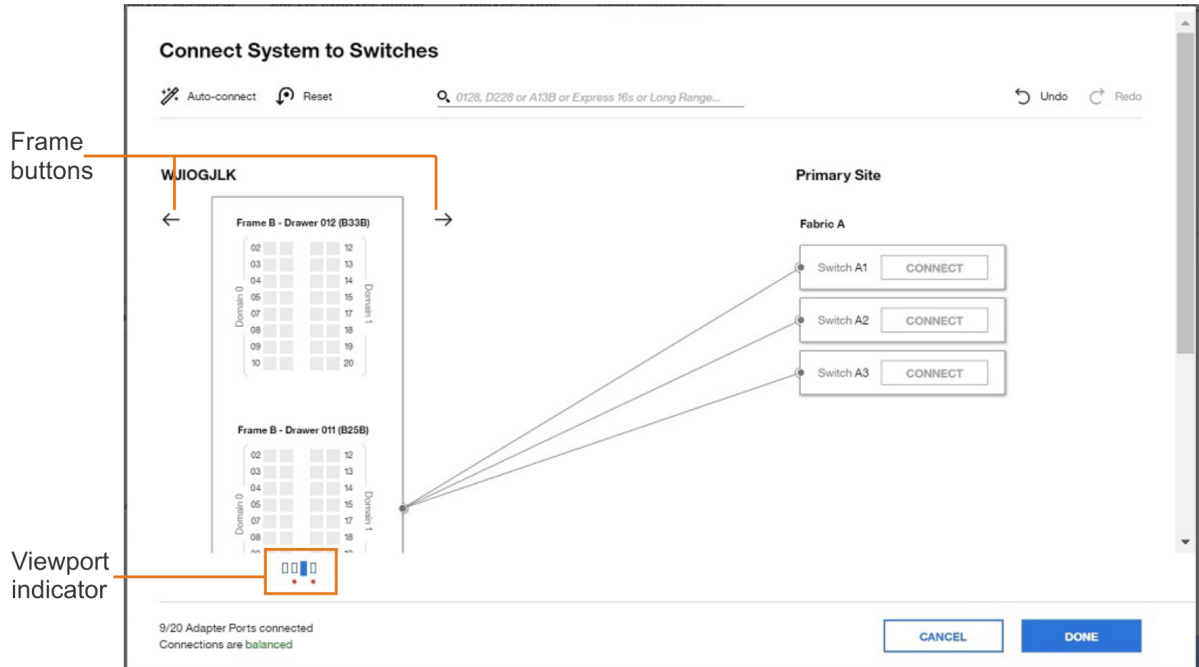 Connect System to Switches
Auto-connect Reset 0128, D228 or A13B or Express 16s or Long Range... Undo Redo
Frame
buttons
WJIOGJLK
Primary Site
Frame B - Drawer 012 (B33B)
Fabric A
02 12
03 13
04 14
05 15
07 17
08 18
09 19
10 20
Domain 0
Domain 1
Switch A1 CONNECT
Switch A2 CONNECT
Switch A3 CONNECT
Frame B - Drawer 011 (B25B)
02 12
03 13
04 14
05 15
07 17
08 18
Domain 0
Domain 1
Viewport
indicator
9/20 Adapter Ports connected
Connections are balanced
CANCEL DONE